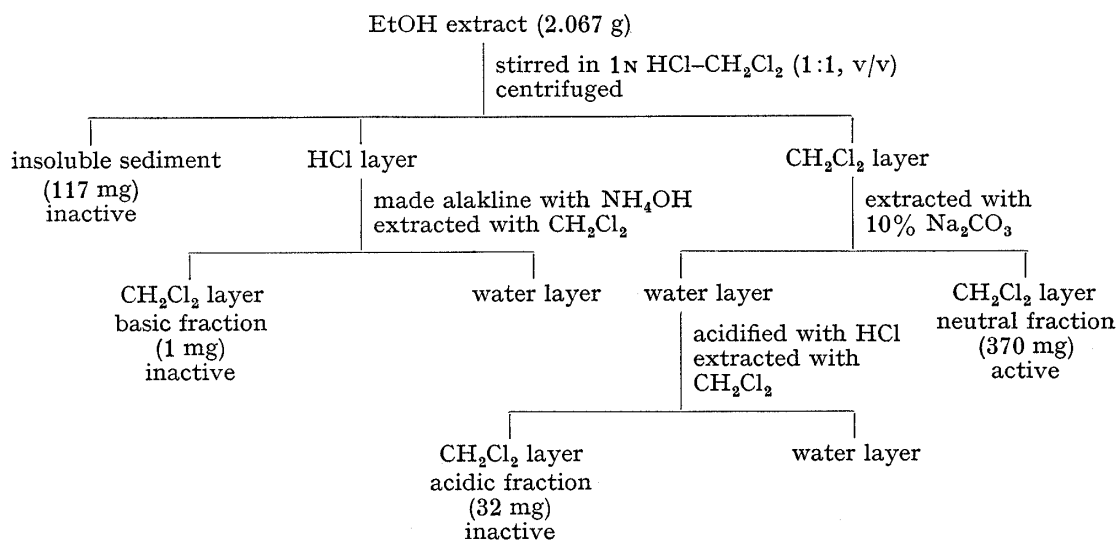 EtOH extract (2.067 g)
stirred in 1N HCl–CH₂Cl₂ (1:1, v/v)
centrifuged
insoluble sediment
(117 mg)
inactive
HCl layer
CH₂Cl₂ layer
made alakline with NH₄OH
extracted with CH₂Cl₂
extracted with
10% Na₂CO₃
CH₂Cl₂ layer
basic fraction
(1 mg)
inactive
water layer
water layer
CH₂Cl₂ layer
neutral fraction
(370 mg)
active
acidified with HCl
extracted with
CH₂Cl₂
CH₂Cl₂ layer
acidic fraction
(32 mg)
inactive
water layer